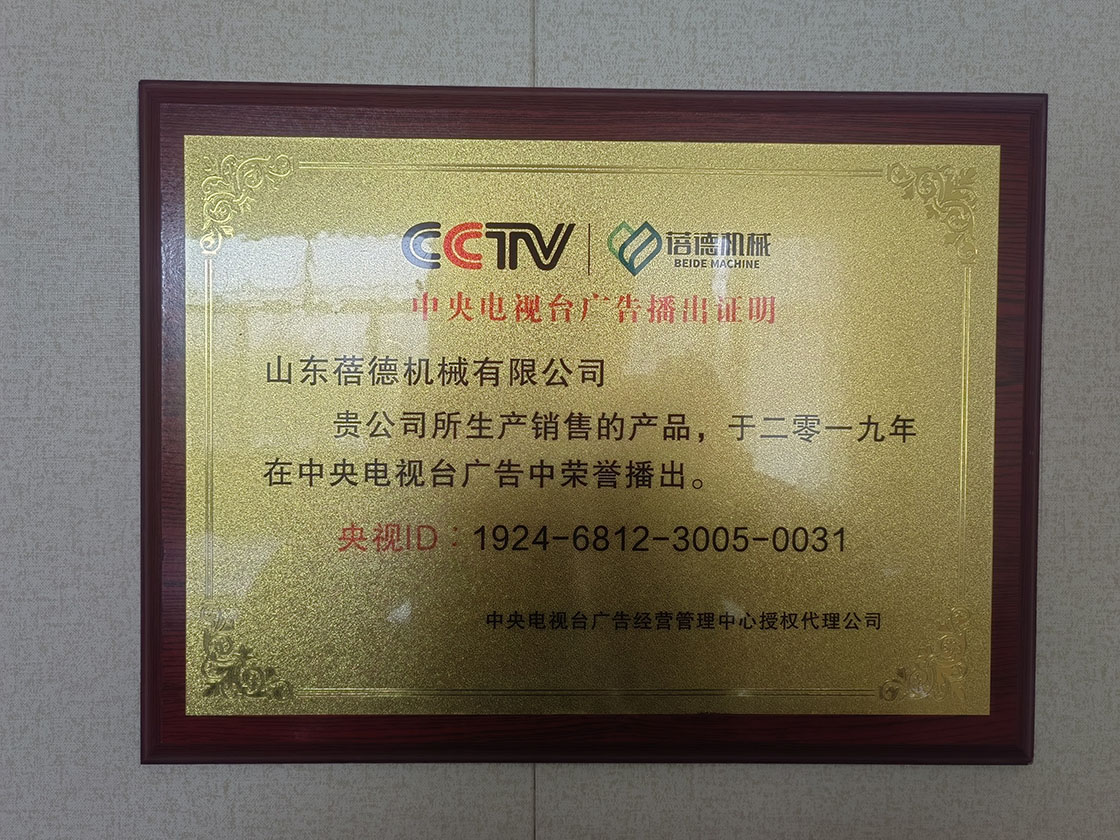 CCTV | 蓓德机械
BEIDE MACHINE
中央电视台广告播出证明
山东蓓德机械有限公司
贵公司所生产销售的产品，于二零一九年
在中央电视台广告中荣誉播出。
央视ID：1924-6812-3005-0031
中央电视台广告经营管理中心授权代理公司